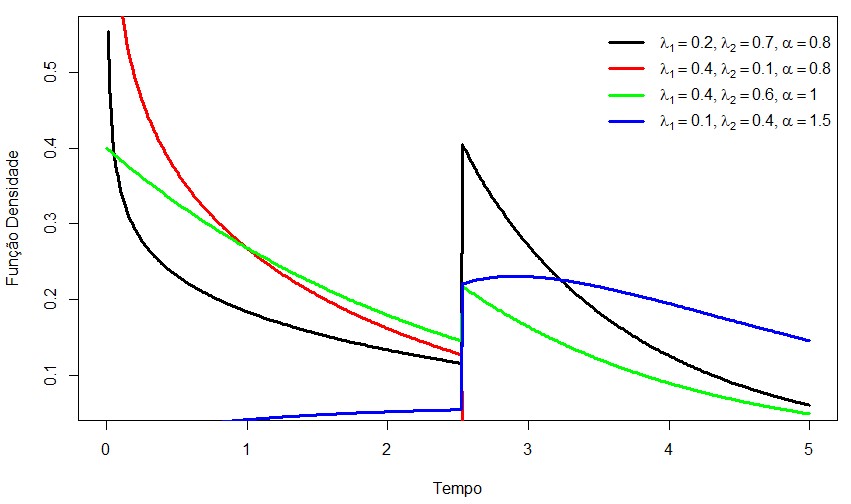 λ₁ = 0.2, λ₂ = 0.7, α = 0.8
λ₁ = 0.4, λ₂ = 0.1, α = 0.8
λ₁ = 0.4, λ₂ = 0.6, α = 1
λ₁ = 0.1, λ₂ = 0.4, α = 1.5
Função Densidade
0.5
0.4
0.3
0.2
0.1
0 1 2 3 4 5
Tempo